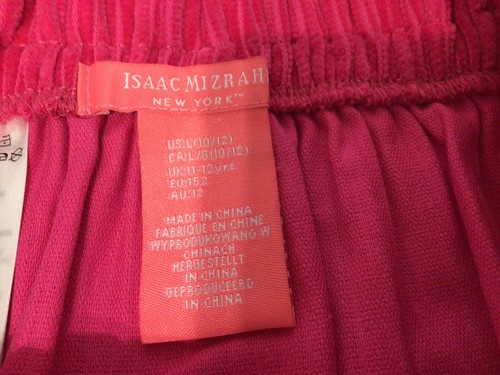 ISAAC MIZRAH
NEW YORK™
US:L(10/12)
CA:L/G(10/12)
UK:11-12yrs
EU:152
AU:12
MADE IN CHINA
FABRIQUE EN CHINE
WYPRODUKOWANO W
CHINACH
HERGESTELLT
IN CHINA
GEPRODUCEERD
IN CHINA